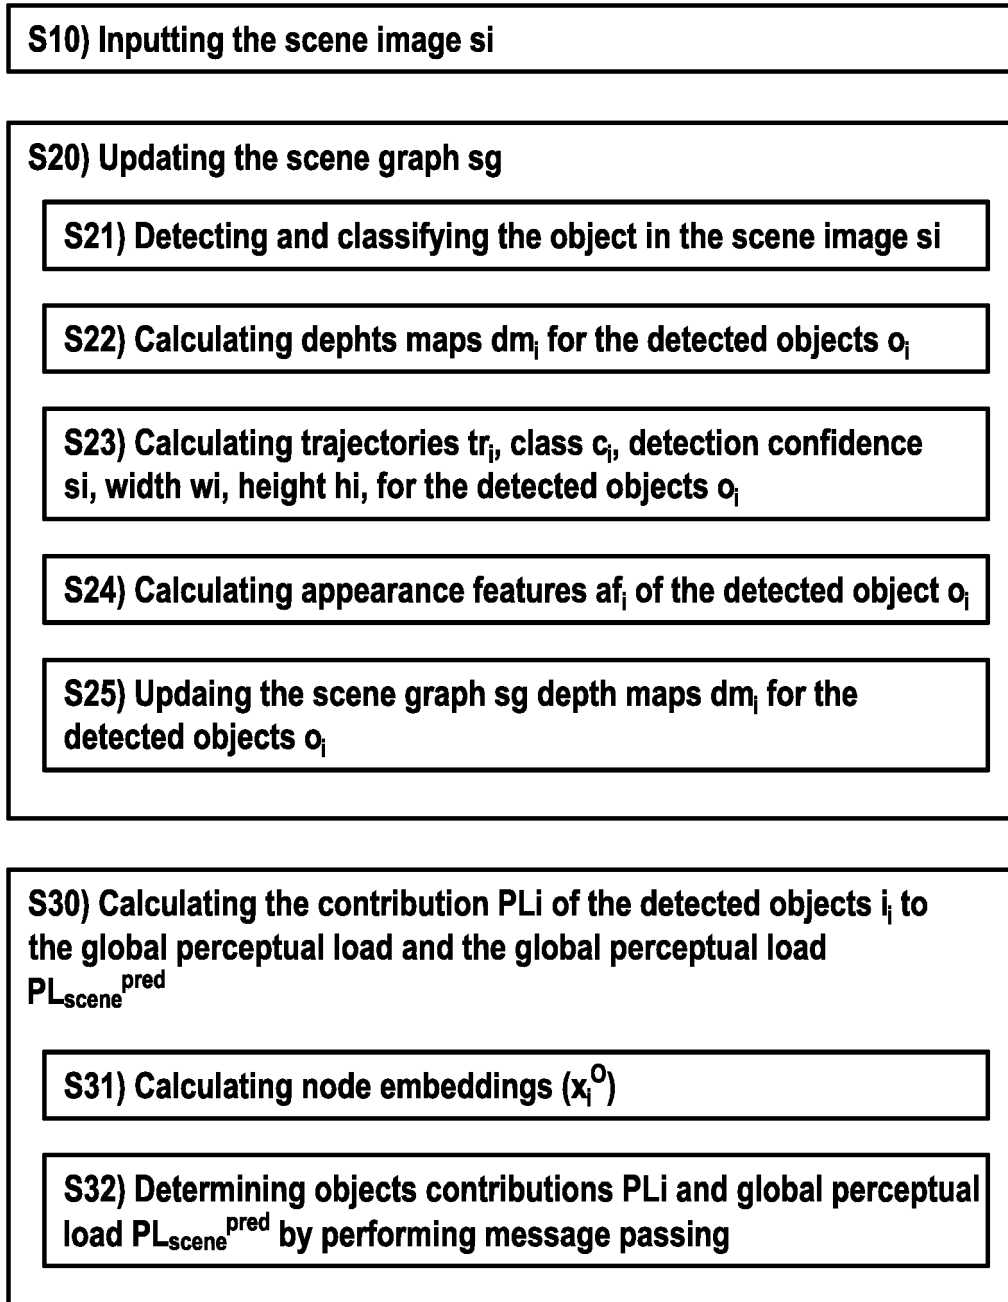 S10) Inputting the scene image si
S20) Updating the scene graph sg
S21) Detecting and classifying the object in the scene image si
S22) Calculating dephts maps dmi for the detected objects oi
S23) Calculating trajectories tri, class ci, detection confidence
si, width wi, height hi, for the detected objects oi
S24) Calculating appearance features afi of the detected object oi
S25) Updaing the scene graph sg depth maps dmi for the
detected objects oi
S30) Calculating the contribution PLi of the detected objects ii to
the global perceptual load and the global perceptual load
PLscene^pred
S31) Calculating node embeddings (xi^O)
S32) Determining objects contributions PLi and global perceptual
load PLscene^pred by performing message passing